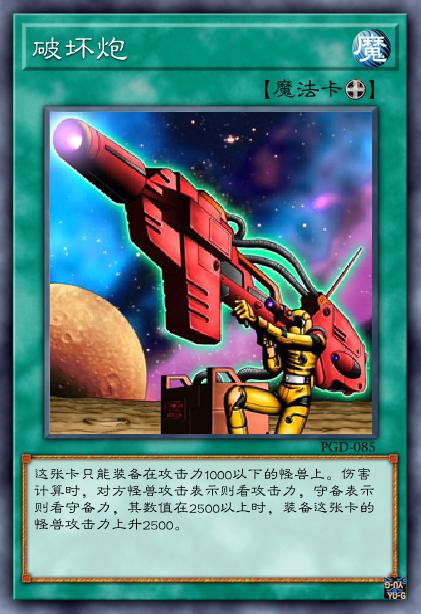 破坏炮
魔
【魔法卡】
PGD-085
这张卡只能装备在攻击力1000以下的怪兽上。伤害
计算时，对方怪兽攻击表示则看攻击力，守备表示
则看守备力，其数值在2500以上时，装备这张卡的
怪兽攻击力上升2500。